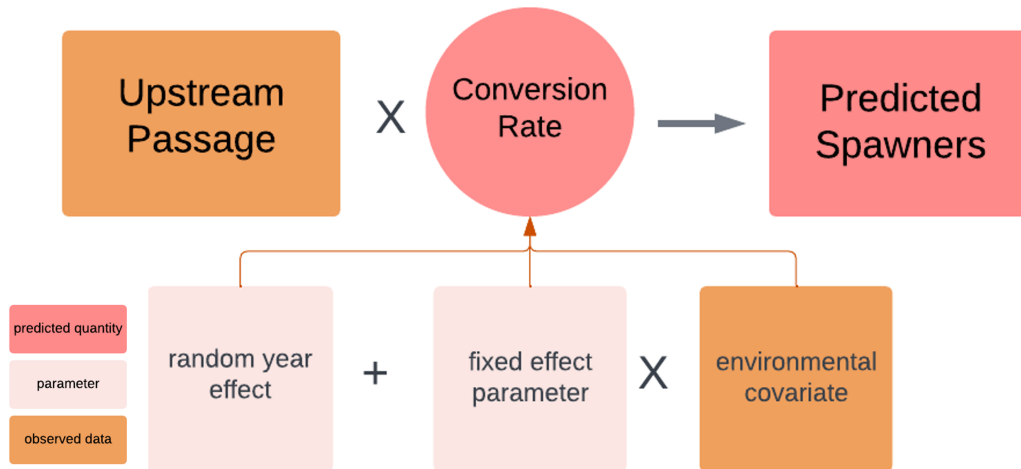 Upstream
Passage
X
Conversion
Rate
Predicted
Spawners
random year
effect
+
fixed effect
parameter
X
environmental
covariate
predicted quantity
parameter
observed data